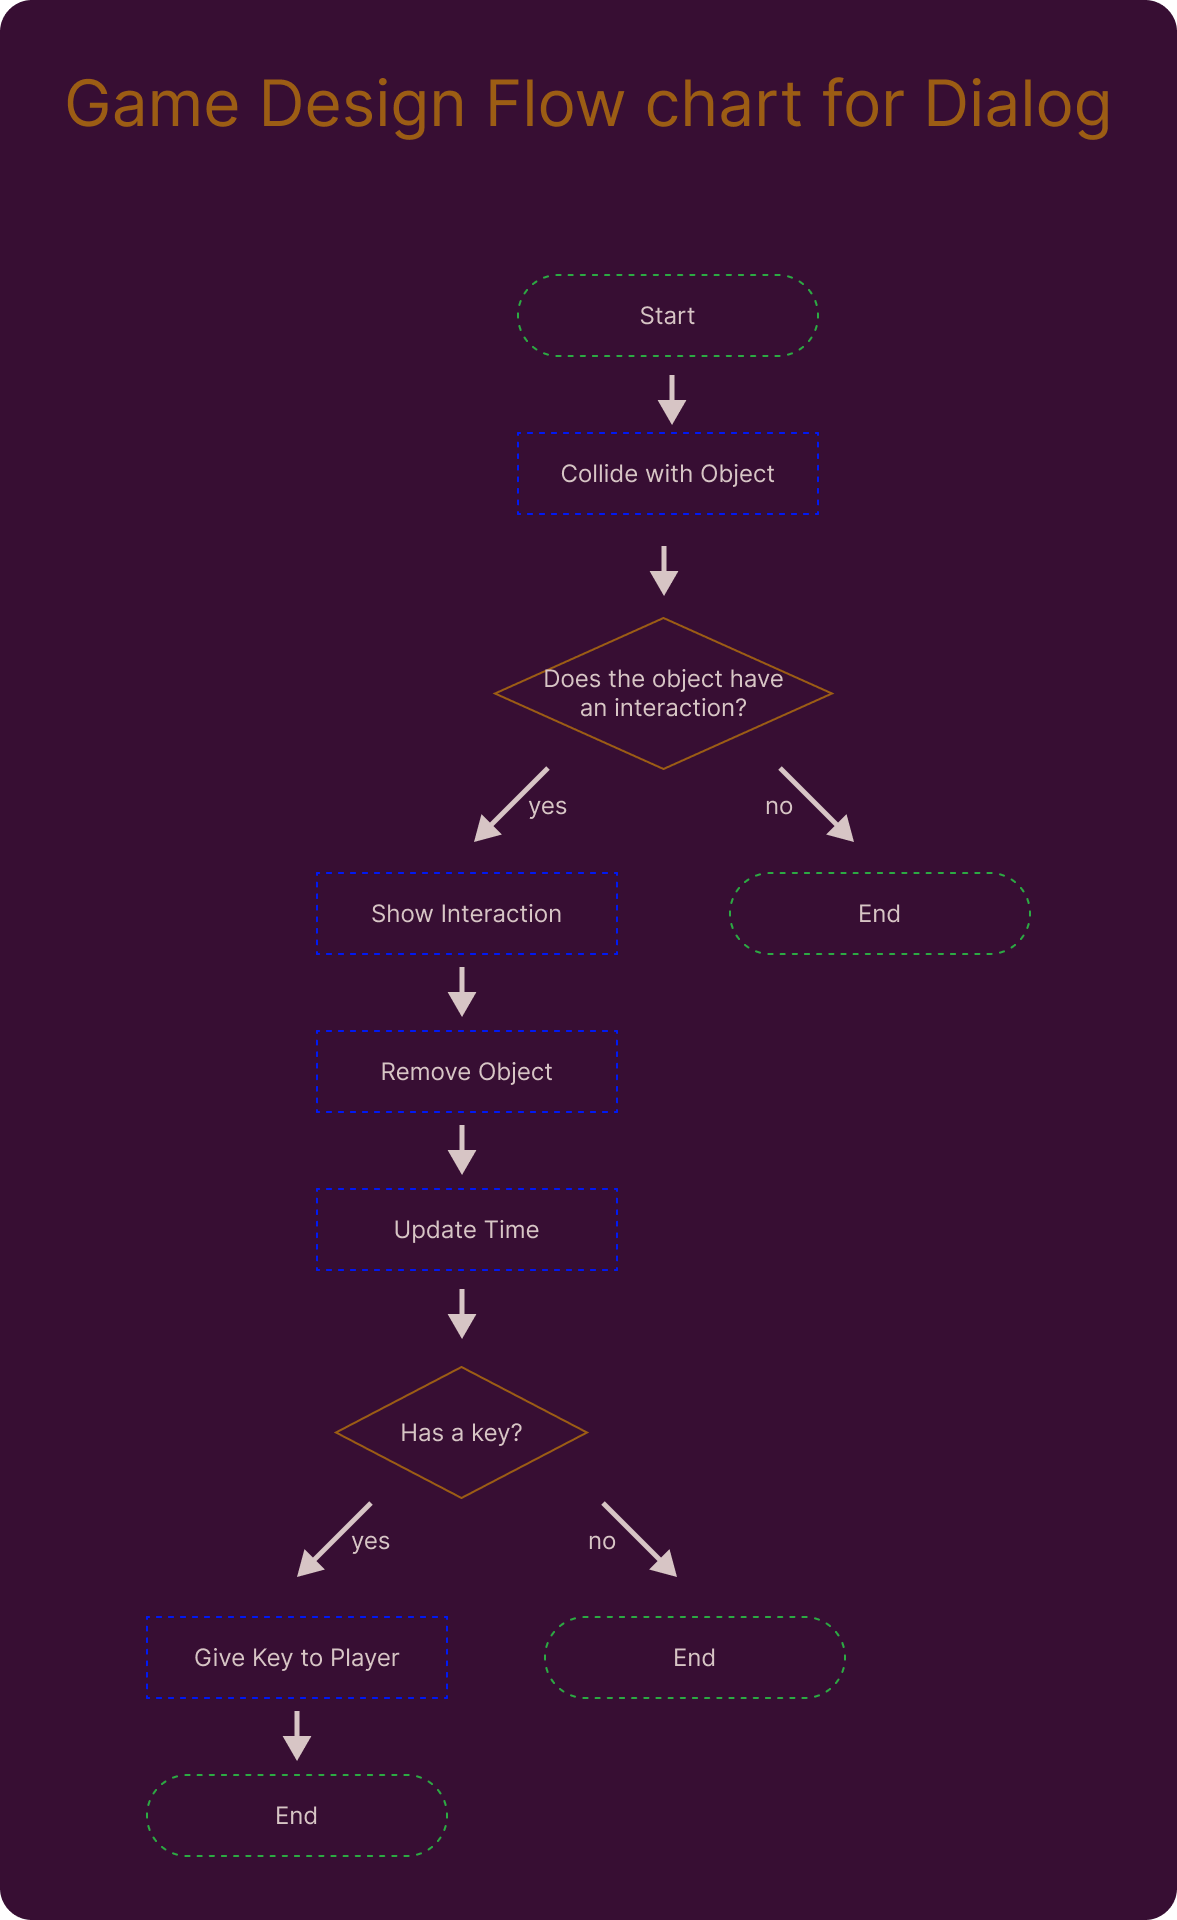 Game Design Flow chart for Dialog
Start
Collide with Object
Does the object have
an interaction?
yes
no
Show Interaction
End
Remove Object
Update Time
Has a key?
yes
no
Give Key to Player
End
End